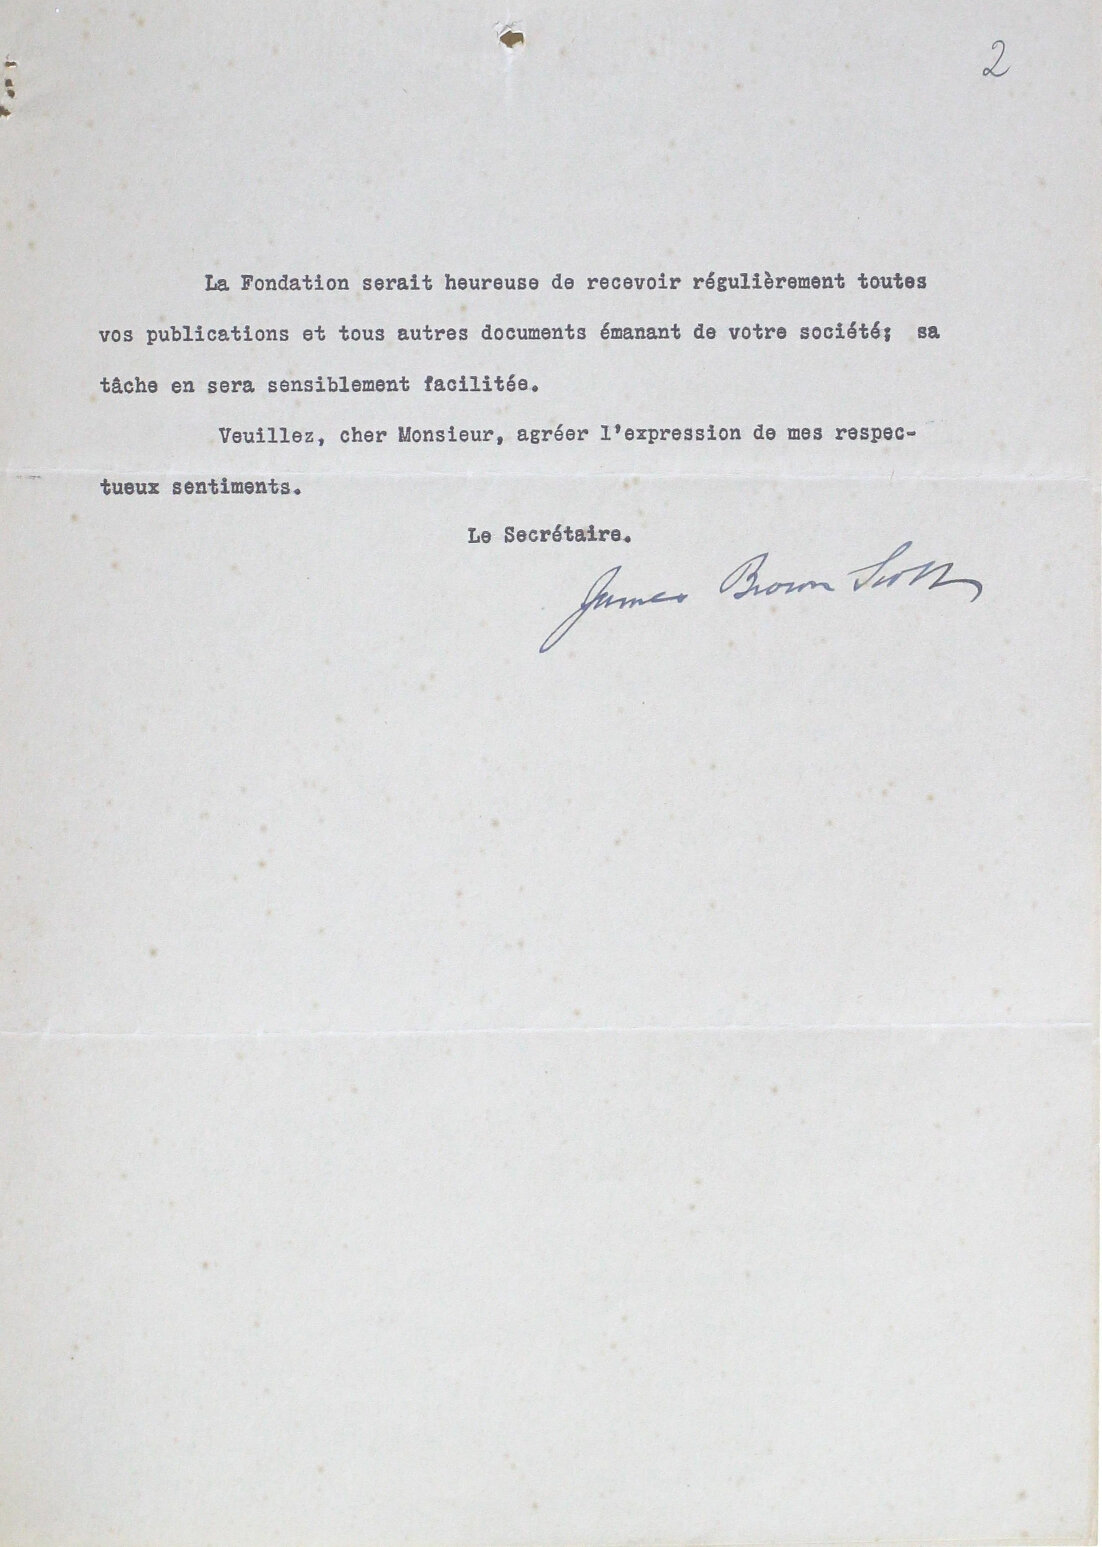 2
La Fondation serait heureuse de recevoir régulièrement toutes
vos publications et tous autres documents émanant de votre société; sa
tâche en sera sensiblement facilitée.
Veuillez, cher Monsieur, agréer l'expression de mes respec-
tueux sentiments.
Le Secrétaire.
James Brown Scott